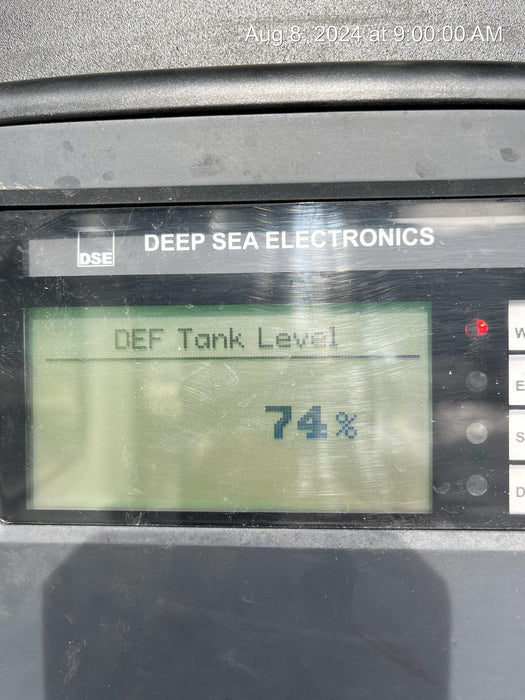 Aug 8, 2024 at 9:00:00 AM
DSE
DEEP SEA ELECTRONICS
DEF Tank Level
74%
W
E
S
D